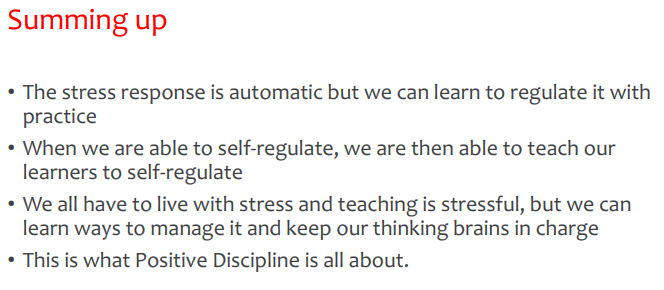 Summing up
• The stress response is automatic but we can learn to regulate it with
practice
• When we are able to self-regulate, we are then able to teach our
learners to self-regulate
• We all have to live with stress and teaching is stressful, but we can
learn ways to manage it and keep our thinking brains in charge
• This is what Positive Discipline is all about.